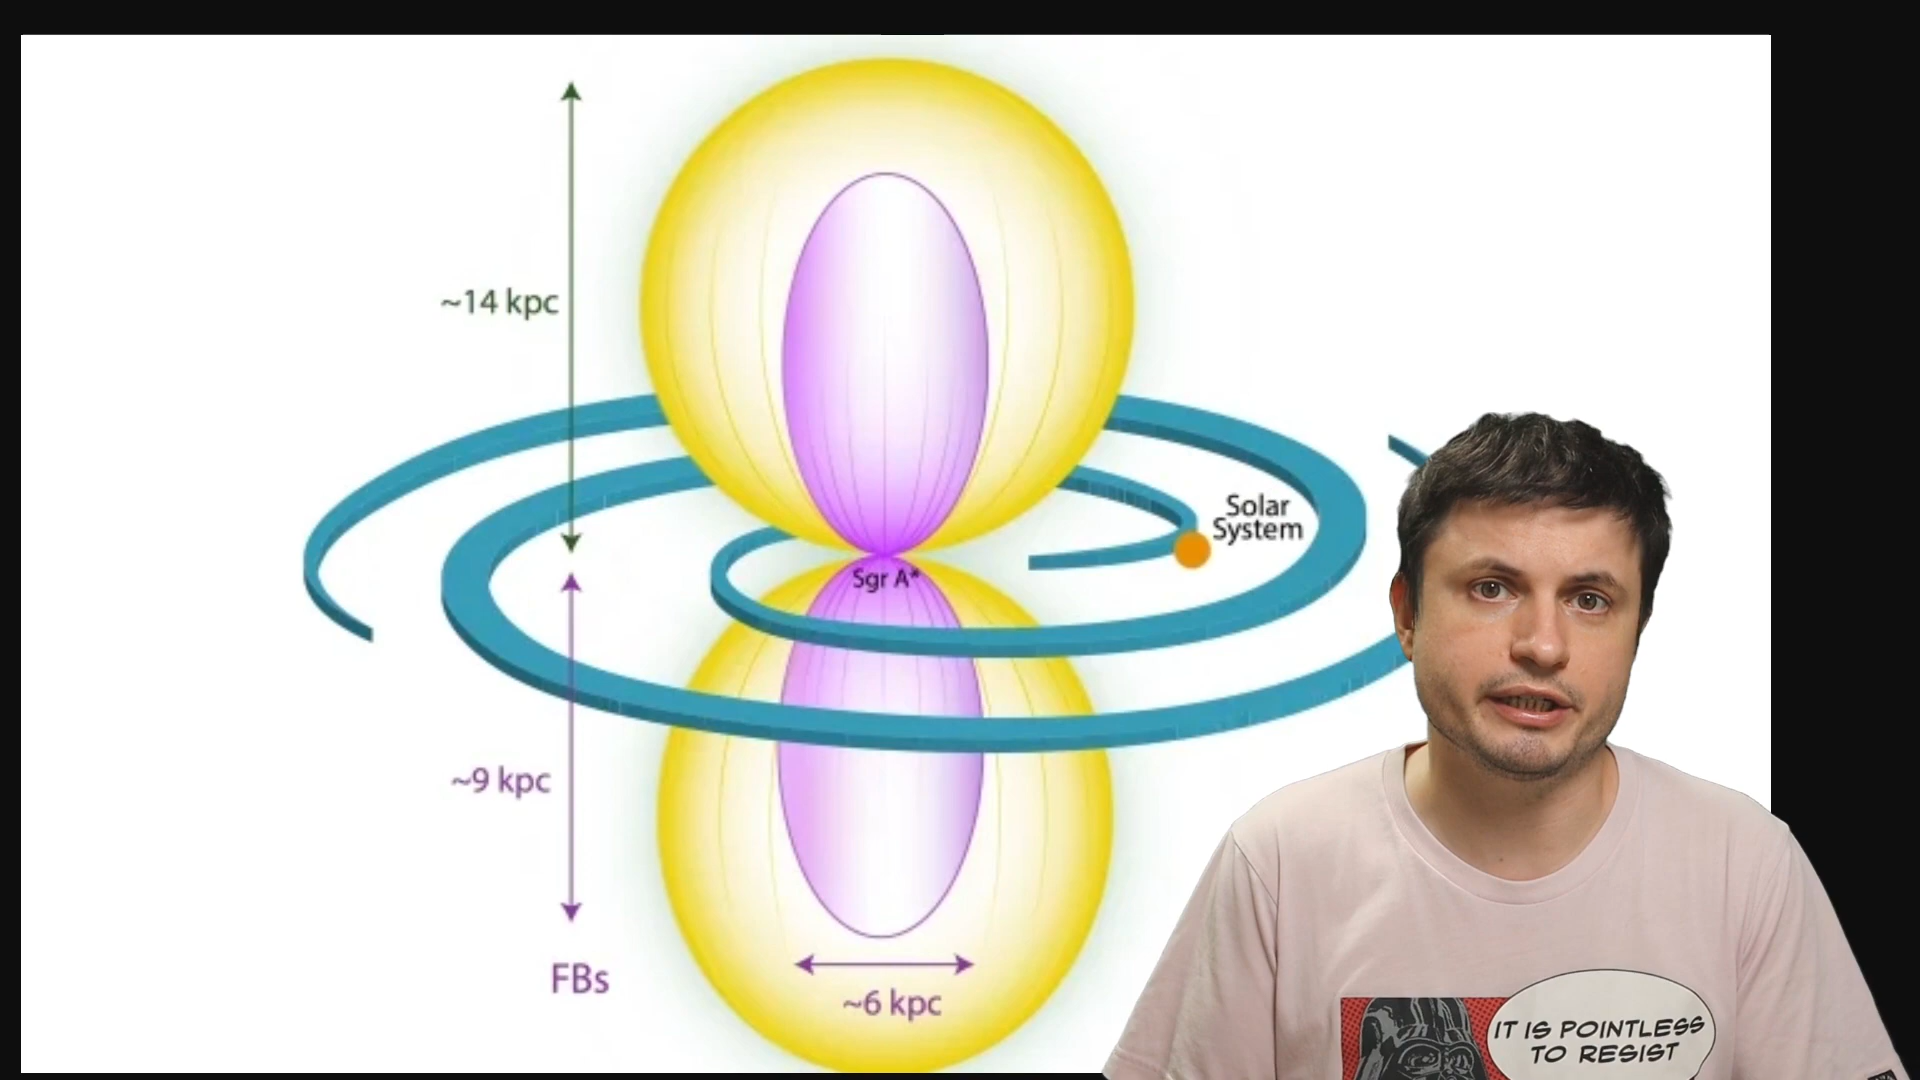 ~14 kpc
Solar
System
Sgr A*
~9 kpc
FBs
~6 kpc
IT IS POINTLESS
TO RESIST